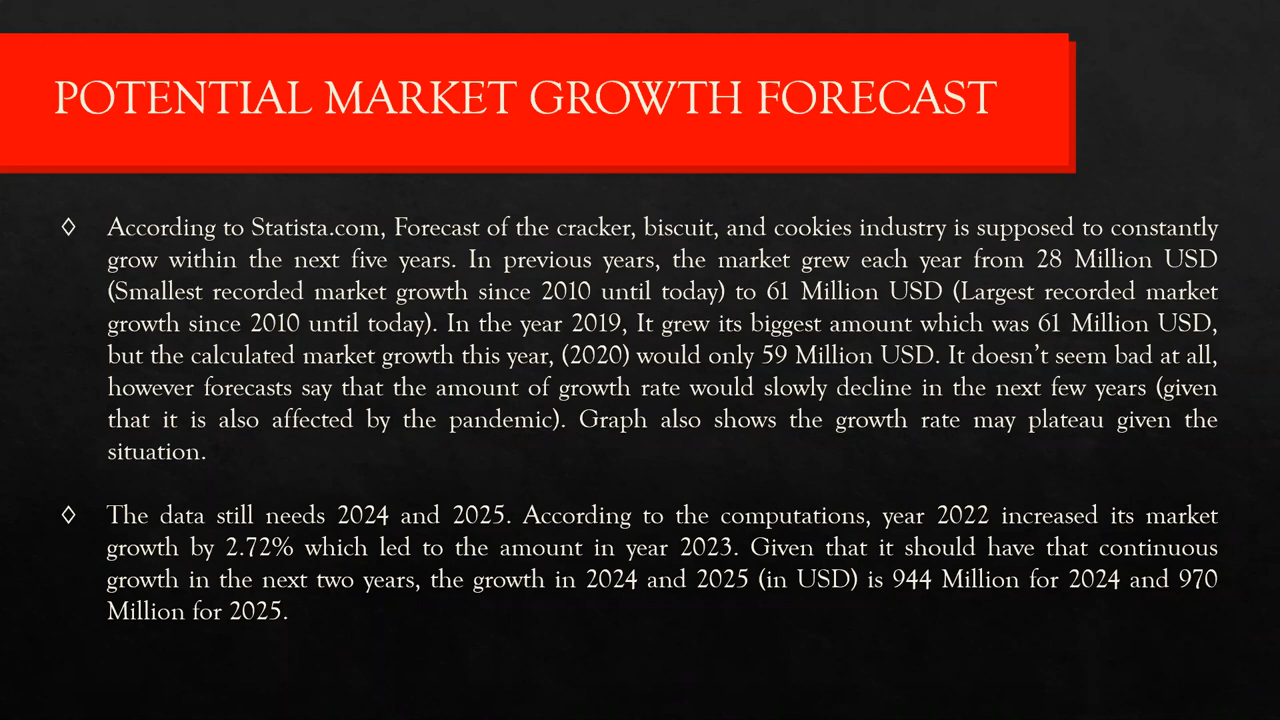 POTENTIAL MARKET GROWTH FORECAST
◊ According to Statista.com, Forecast of the cracker, biscuit, and cookies industry is supposed to constantly
grow within the next five years. In previous years, the market grew each year from 28 Million USD
(Smallest recorded market growth since 2010 until today) to 61 Million USD (Largest recorded market
growth since 2010 until today). In the year 2019, It grew its biggest amount which was 61 Million USD,
but the calculated market growth this year, (2020) would only 59 Million USD. It doesn't seem bad at all,
however forecasts say that the amount of growth rate would slowly decline in the next few years (given
that it is also affected by the pandemic). Graph also shows the growth rate may plateau given the
situation.
◊ The data still needs 2024 and 2025. According to the computations, year 2022 increased its market
growth by 2.72% which led to the amount in year 2023. Given that it should have that continuous
growth in the next two years, the growth in 2024 and 2025 (in USD) is 944 Million for 2024 and 970
Million for 2025.